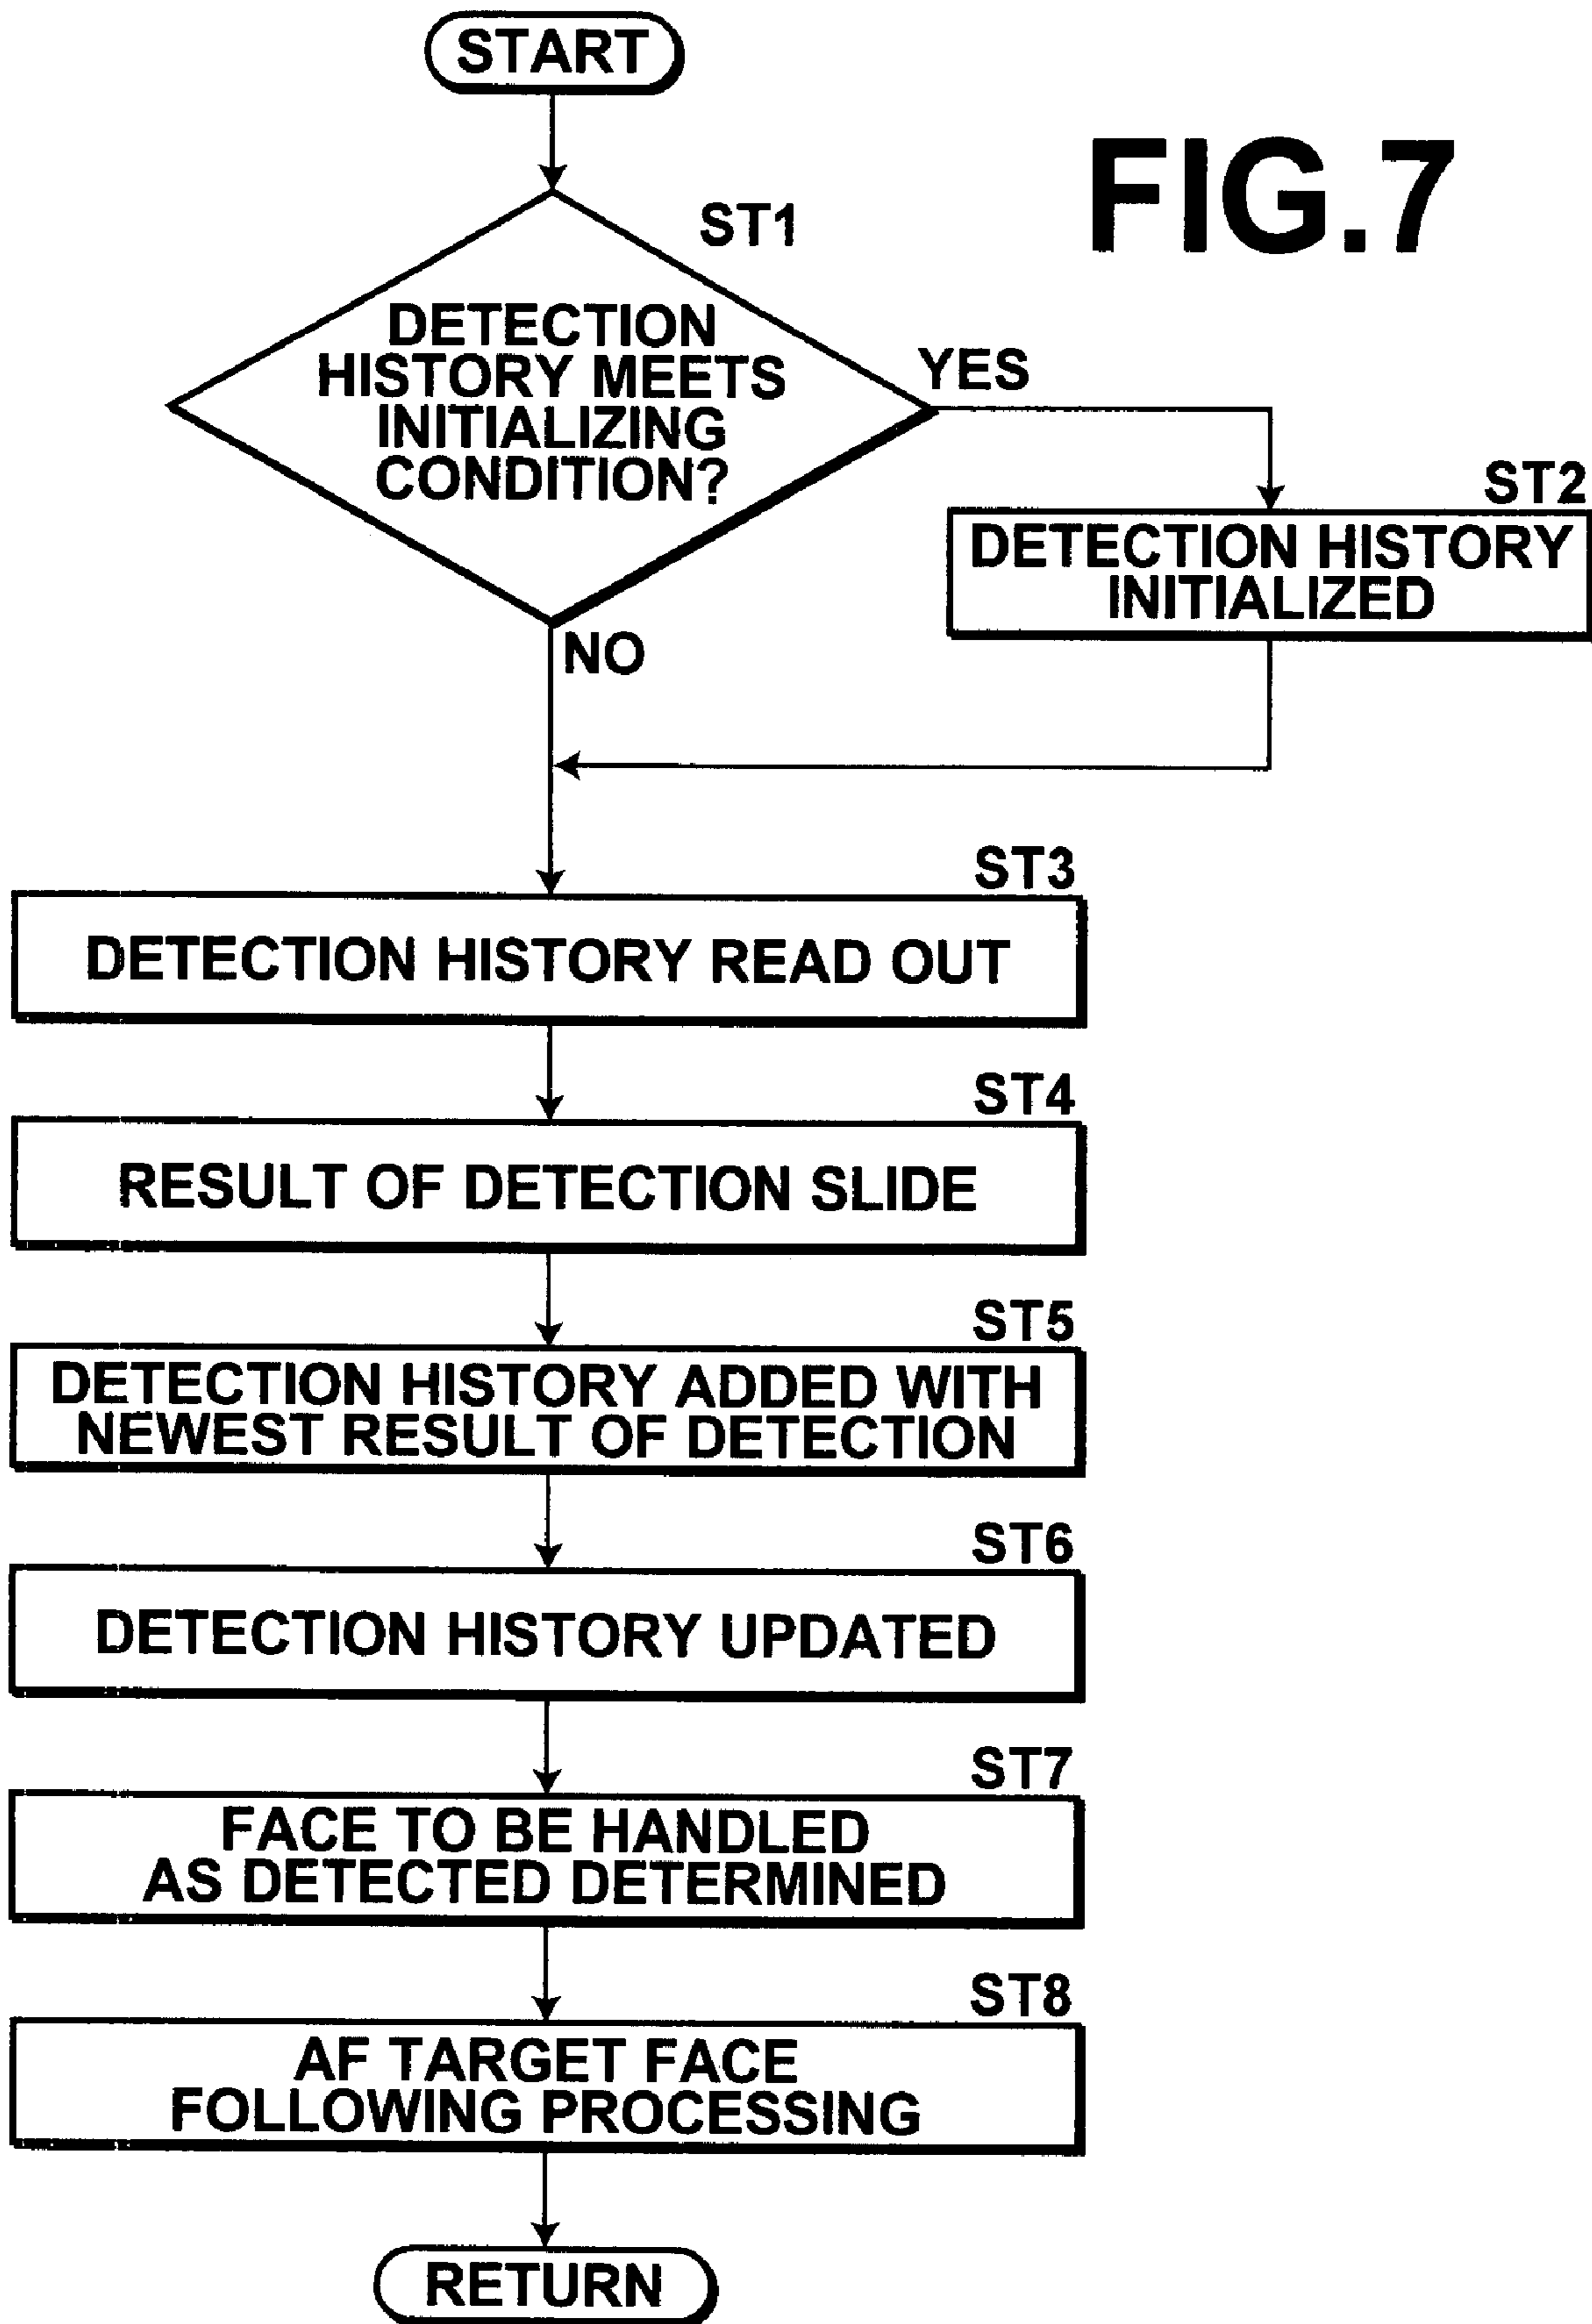 START
FIG.7
ST1
DETECTION
HISTORY MEETS
INITIALIZING
CONDITION?
YES
ST2
DETECTION HISTORY
INITIALIZED
NO
ST3
DETECTION HISTORY READ OUT
ST4
RESULT OF DETECTION SLIDE
ST5
DETECTION HISTORY ADDED WITH
NEWEST RESULT OF DETECTION
ST6
DETECTION HISTORY UPDATED
ST7
FACE TO BE HANDLED
AS DETECTED DETERMINED
ST8
AF TARGET FACE
FOLLOWING PROCESSING
RETURN